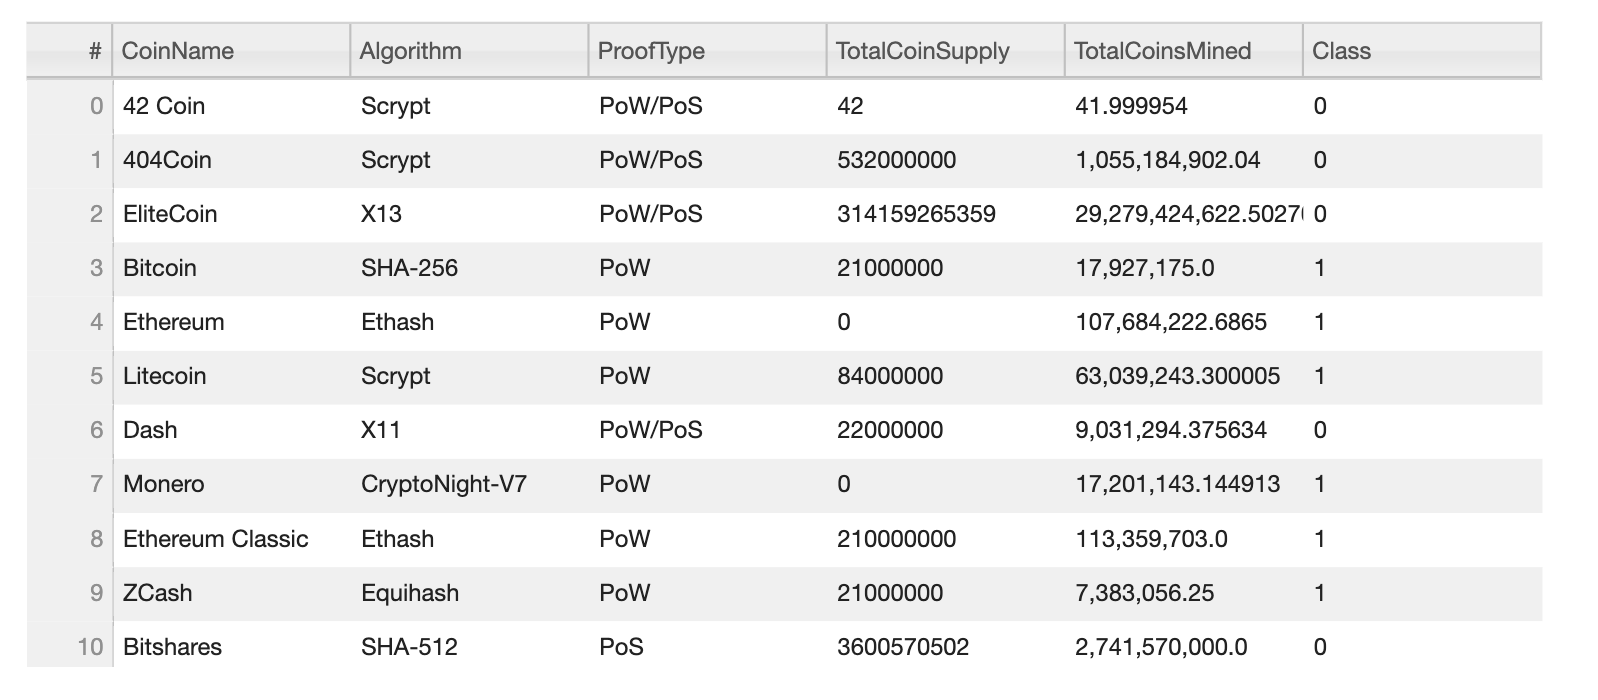 # CoinName Algorithm ProofType TotalCoinSupply TotalCoinsMined Class
0 42 Coin Scrypt PoW/PoS 42 41.999954 0
1 404Coin Scrypt PoW/PoS 532000000 1,055,184,902.04 0
2 EliteCoin X13 PoW/PoS 314159265359 29,279,424,622.5027 0
3 Bitcoin SHA-256 PoW 21000000 17,927,175.0 1
4 Ethereum Ethash PoW 0 107,684,222.6865 1
5 Litecoin Scrypt PoW 84000000 63,039,243.300005 1
6 Dash X11 PoW/PoS 22000000 9,031,294.375634 0
7 Monero CryptoNight-V7 PoW 0 17,201,143.144913 1
8 Ethereum Classic Ethash PoW 210000000 113,359,703.0 1
9 ZCash Equihash PoW 21000000 7,383,056.25 1
10 Bitshares SHA-512 PoS 3600570502 2,741,570,000.0 0